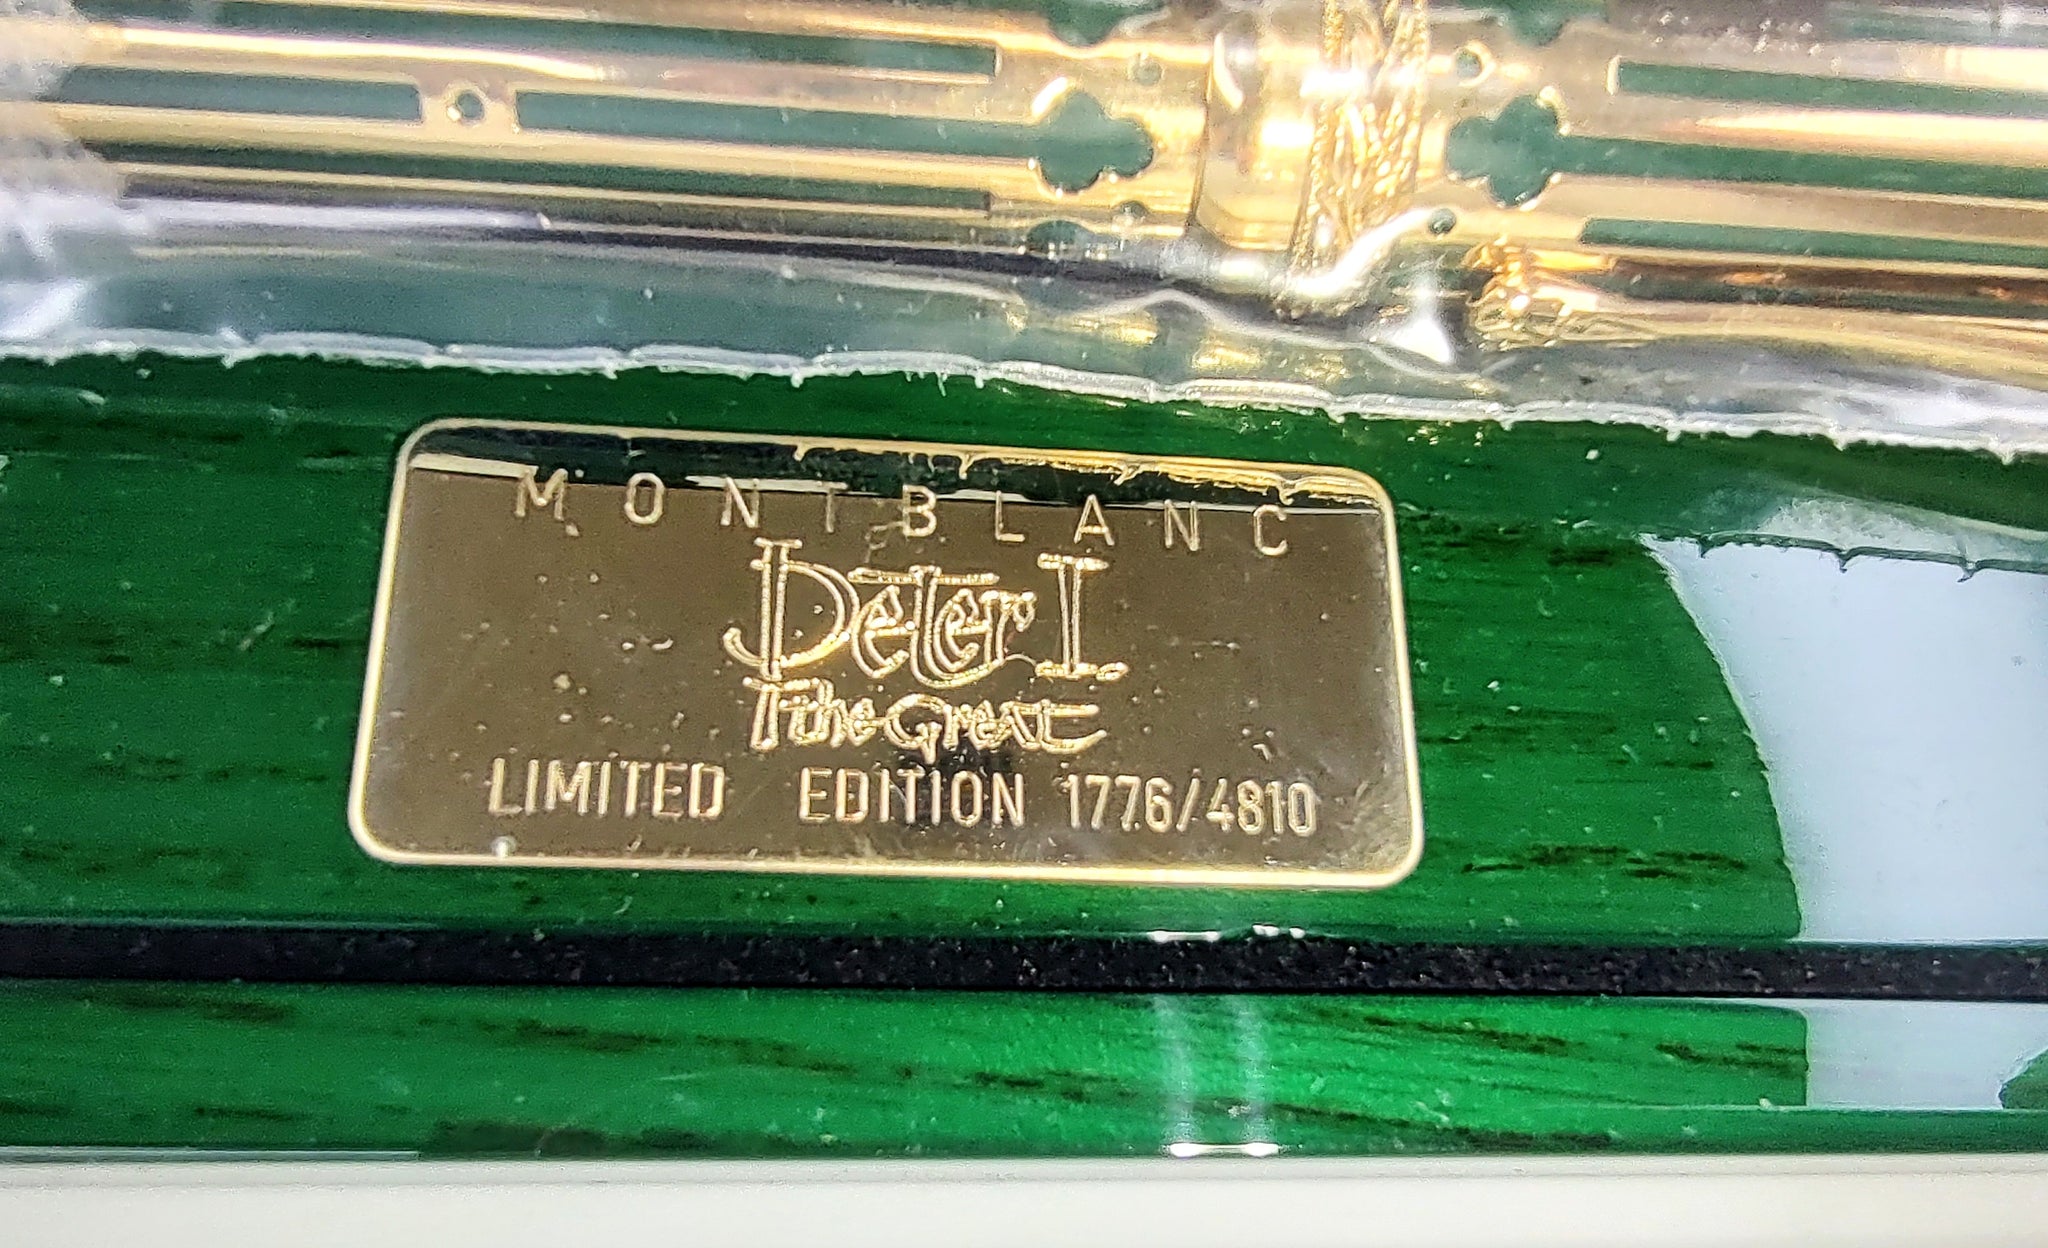 MONTBLANC
Peter I.
The Great
LIMITED EDITION 1776/4810